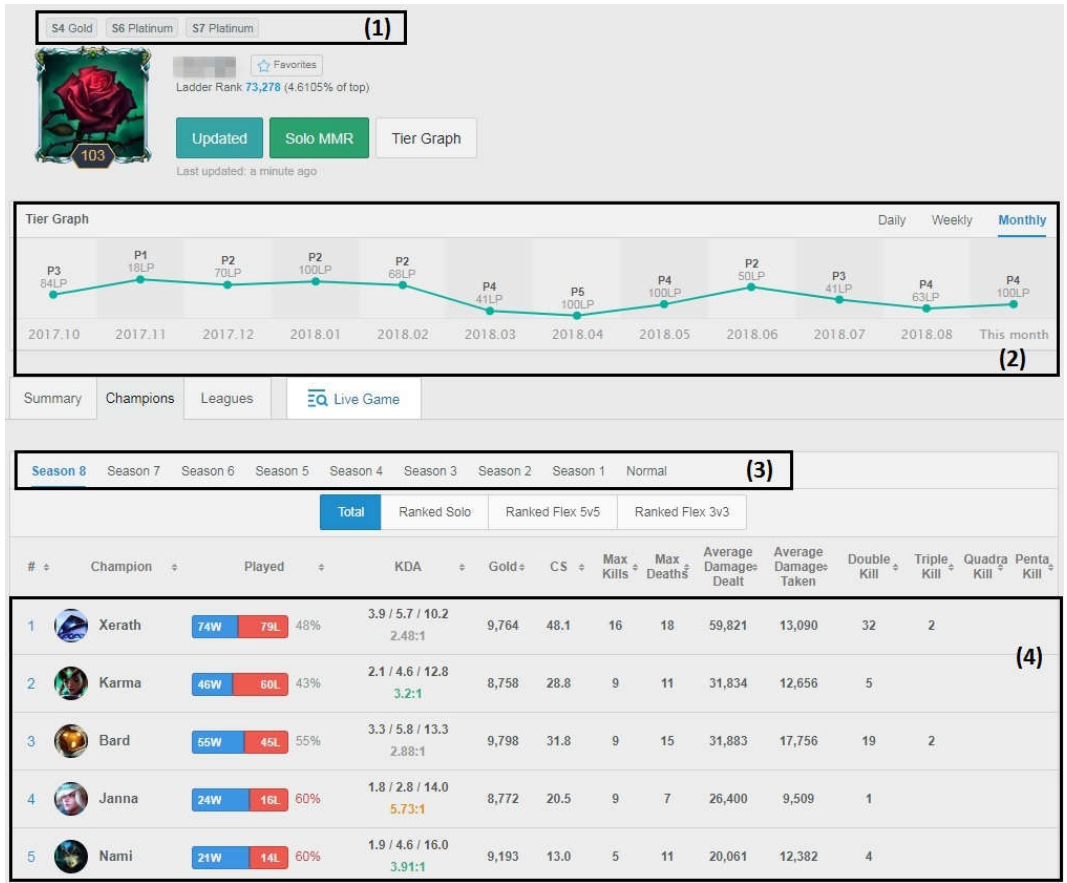 S4 Gold S6 Platinum S7 Platinum (1)
Favorites
Ladder Rank 73,278 (4.6105% of top)
Updated Solo MMR Tier Graph
103
Last updated: a minute ago
Tier Graph Daily Weekly Monthly
P3 84LP P1 18LP P2 70LP P2 100LP P2 68LP P4 41LP P5 100LP P4 100LP P2 50LP P3 41LP P4 63LP P4 100LP
2017.10 2017.11 2017.12 2018.01 2018.02 2018.03 2018.04 2018.05 2018.06 2018.07 2018.08 This month
(2)
Summary Champions Leagues Live Game
Season 8 Season 7 Season 6 Season 5 Season 4 Season 3 Season 2 Season 1 Normal (3)
Total Ranked Solo Ranked Flex 5v5 Ranked Flex 3v3
# Champion Played KDA Gold CS Max Kills Max Deaths Average Damage Dealt Average Damage Taken Double Kill Triple Kill Quadra Kill Penta Kill
1 Xerath 74W 79L 48% 3.9 / 5.7 / 10.2 2.48:1 9,764 48.1 16 18 59,821 13,090 32 2
(4)
2 Karma 46W 60L 43% 2.1 / 4.6 / 12.8 3.2:1 8,758 28.8 9 11 31,834 12,656 5
3 Bard 55W 45L 55% 3.3 / 5.8 / 13.3 2.88:1 9,798 31.8 9 15 31,883 17,756 19 2
4 Janna 24W 16L 60% 1.8 / 2.8 / 14.0 5.73:1 8,772 20.5 9 7 26,400 9,509 1
5 Nami 21W 14L 60% 1.9 / 4.6 / 16.0 3.91:1 9,193 13.0 5 11 20,061 12,382 4